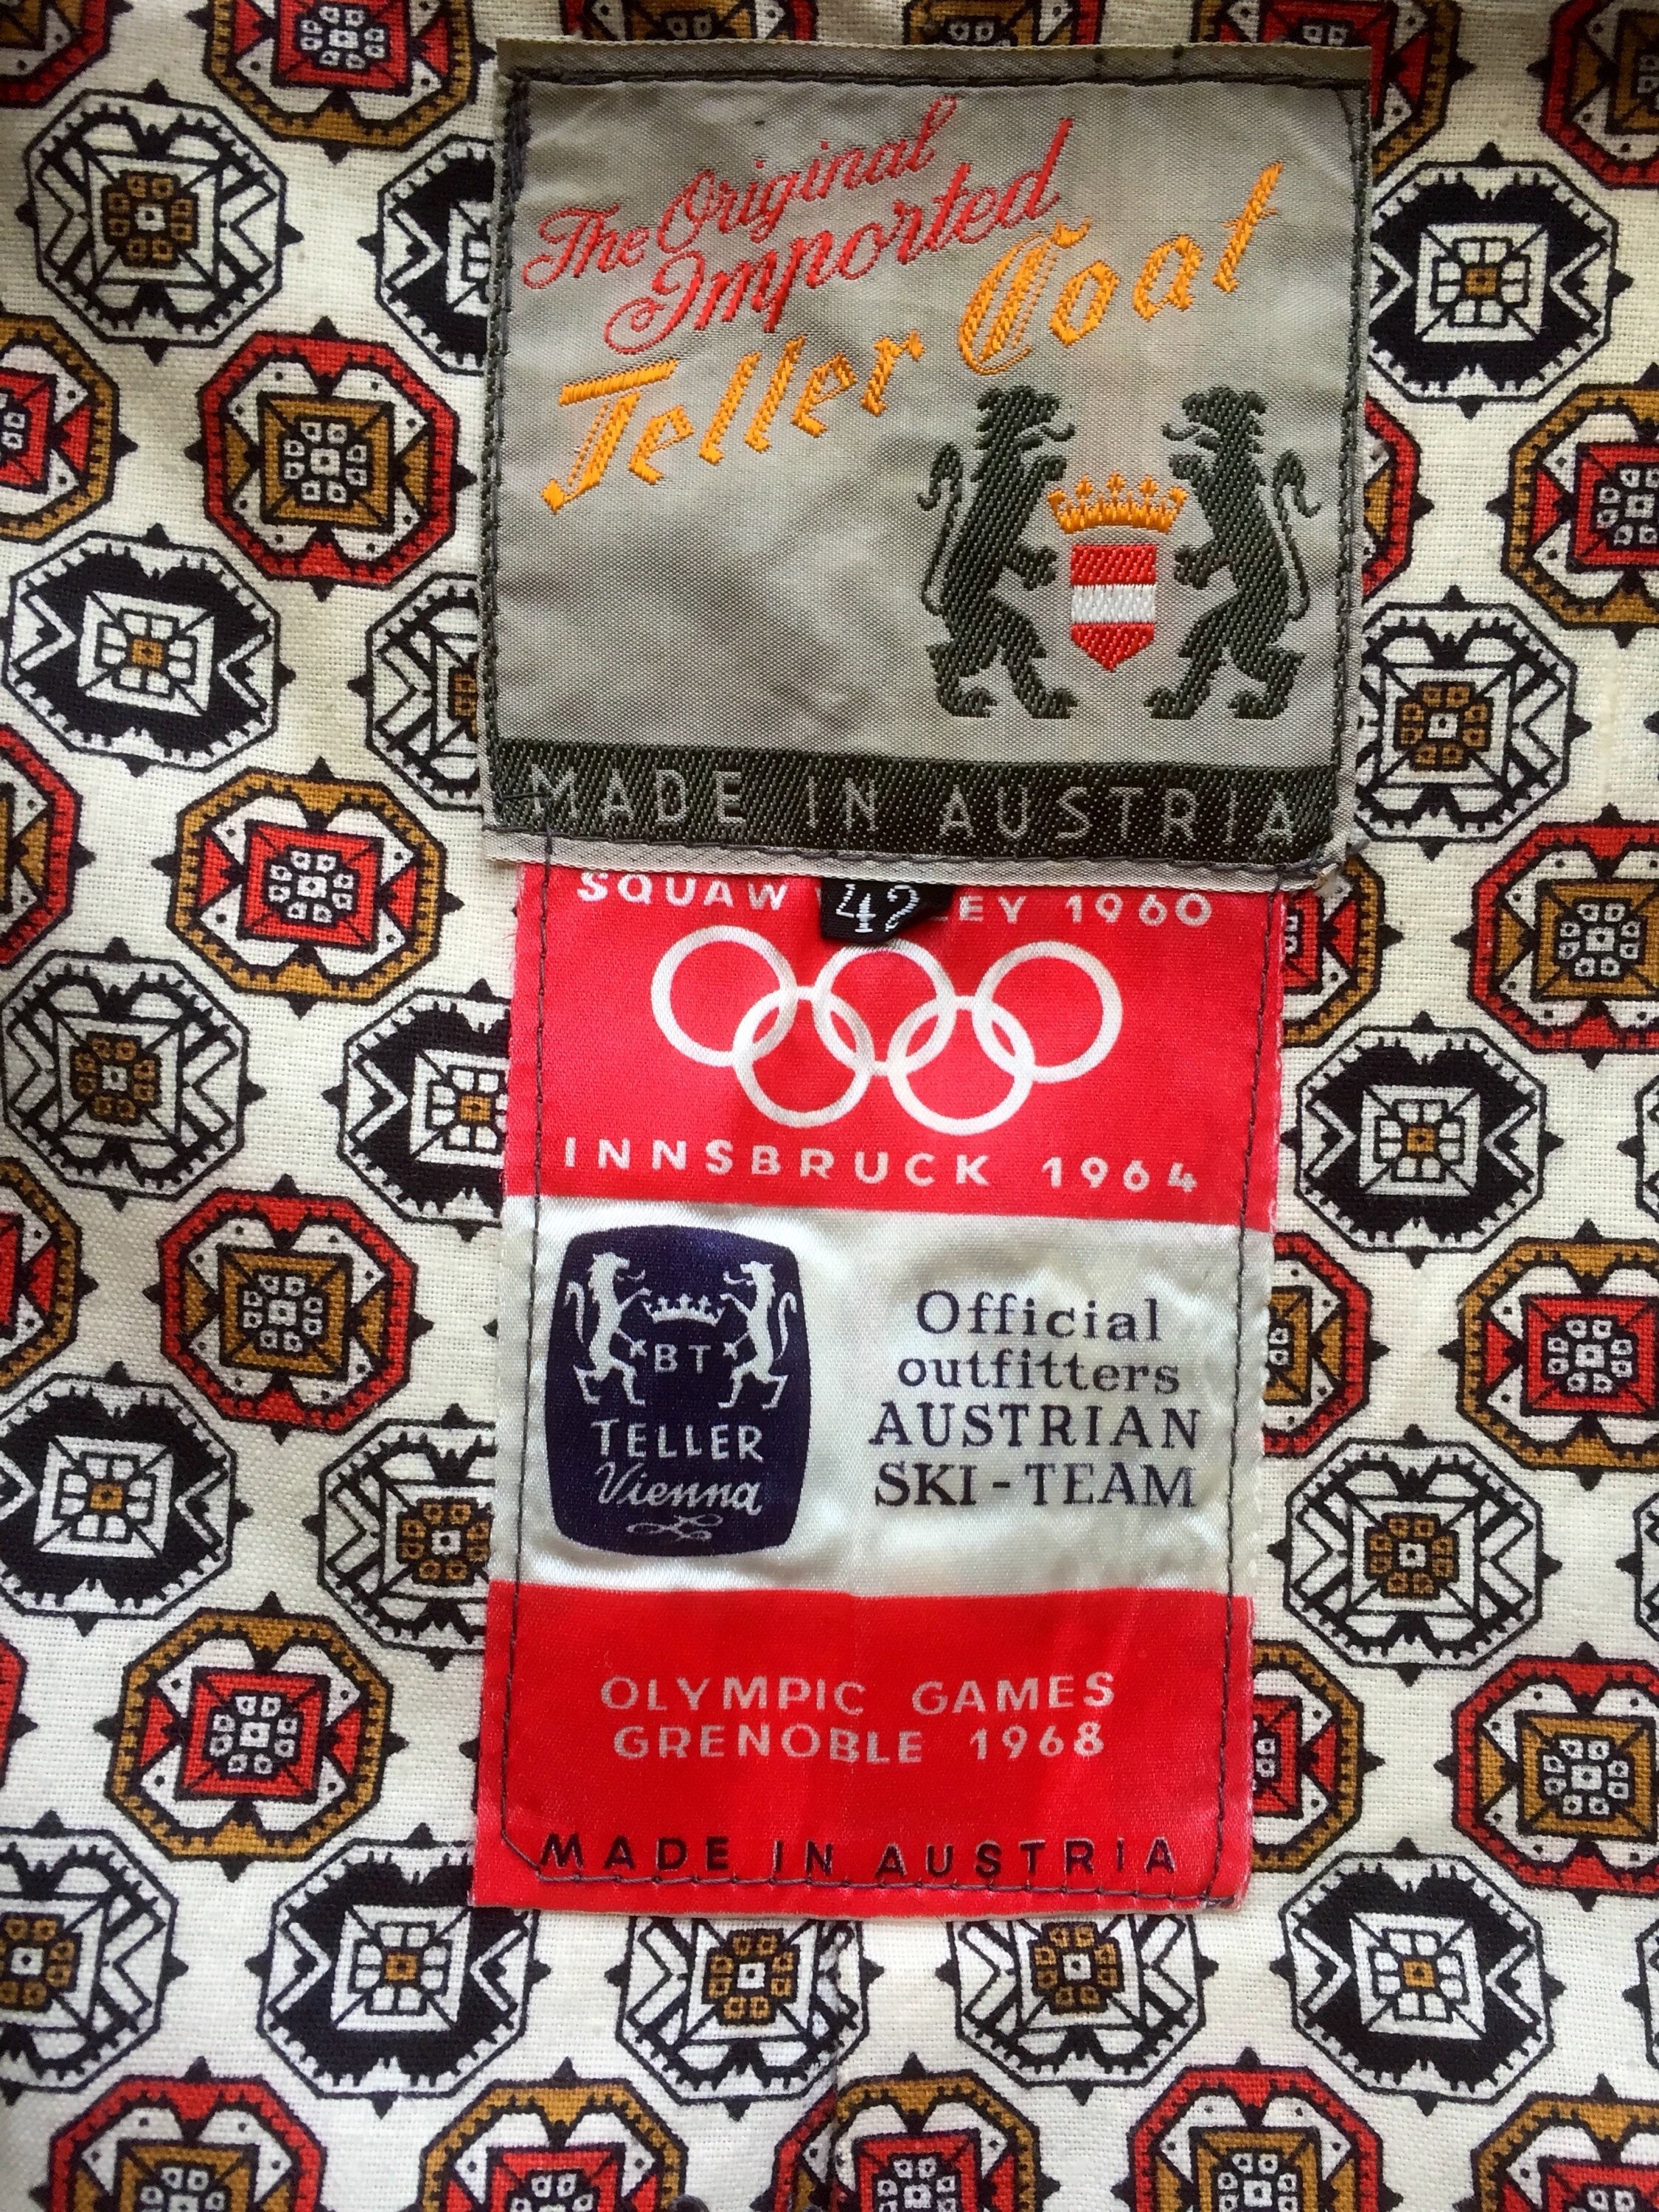 The Original
Imported
Teller Coat
MADE IN AUSTRIA
42
SQUAW EY 1960
INNSBRUCK 1964
BT
TELLER
Vienna
Official
outfitters
AUSTRIAN
SKI-TEAM
OLYMPIC GAMES
GRENOBLE 1968
MADE IN AUSTRIA